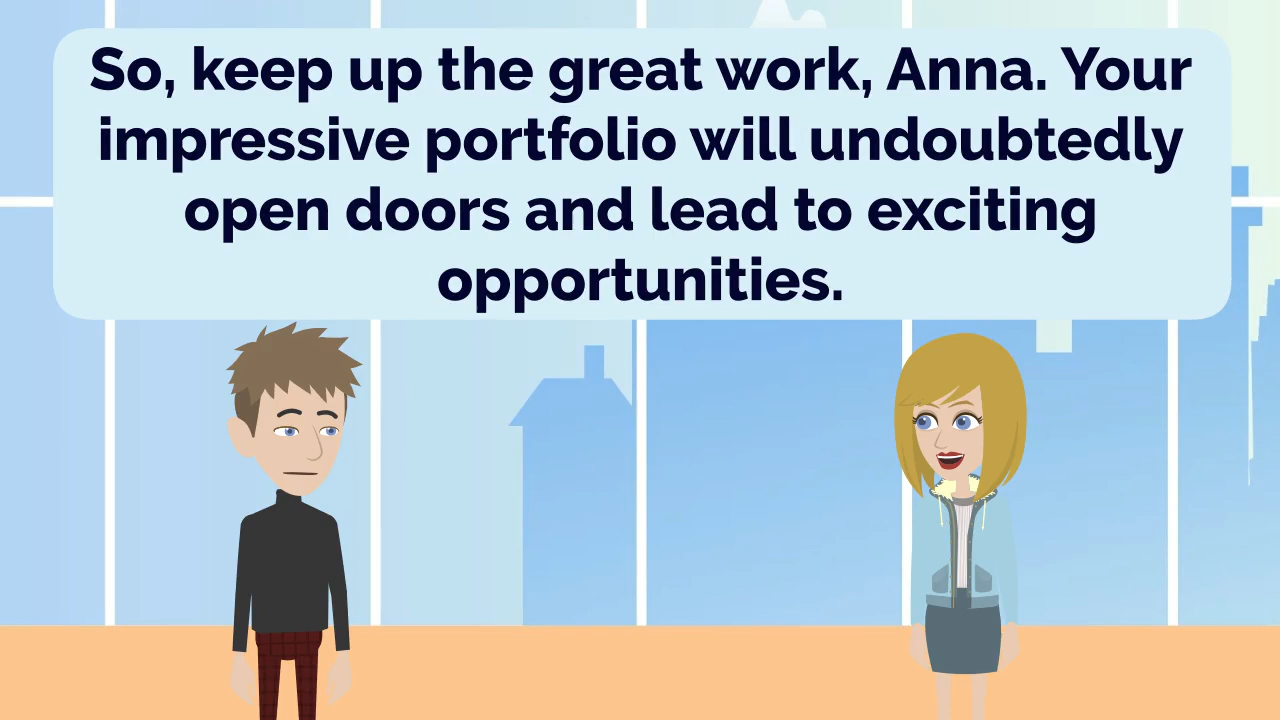 So, keep up the great work, Anna. Your
impressive portfolio will undoubtedly
open doors and lead to exciting
opportunities.